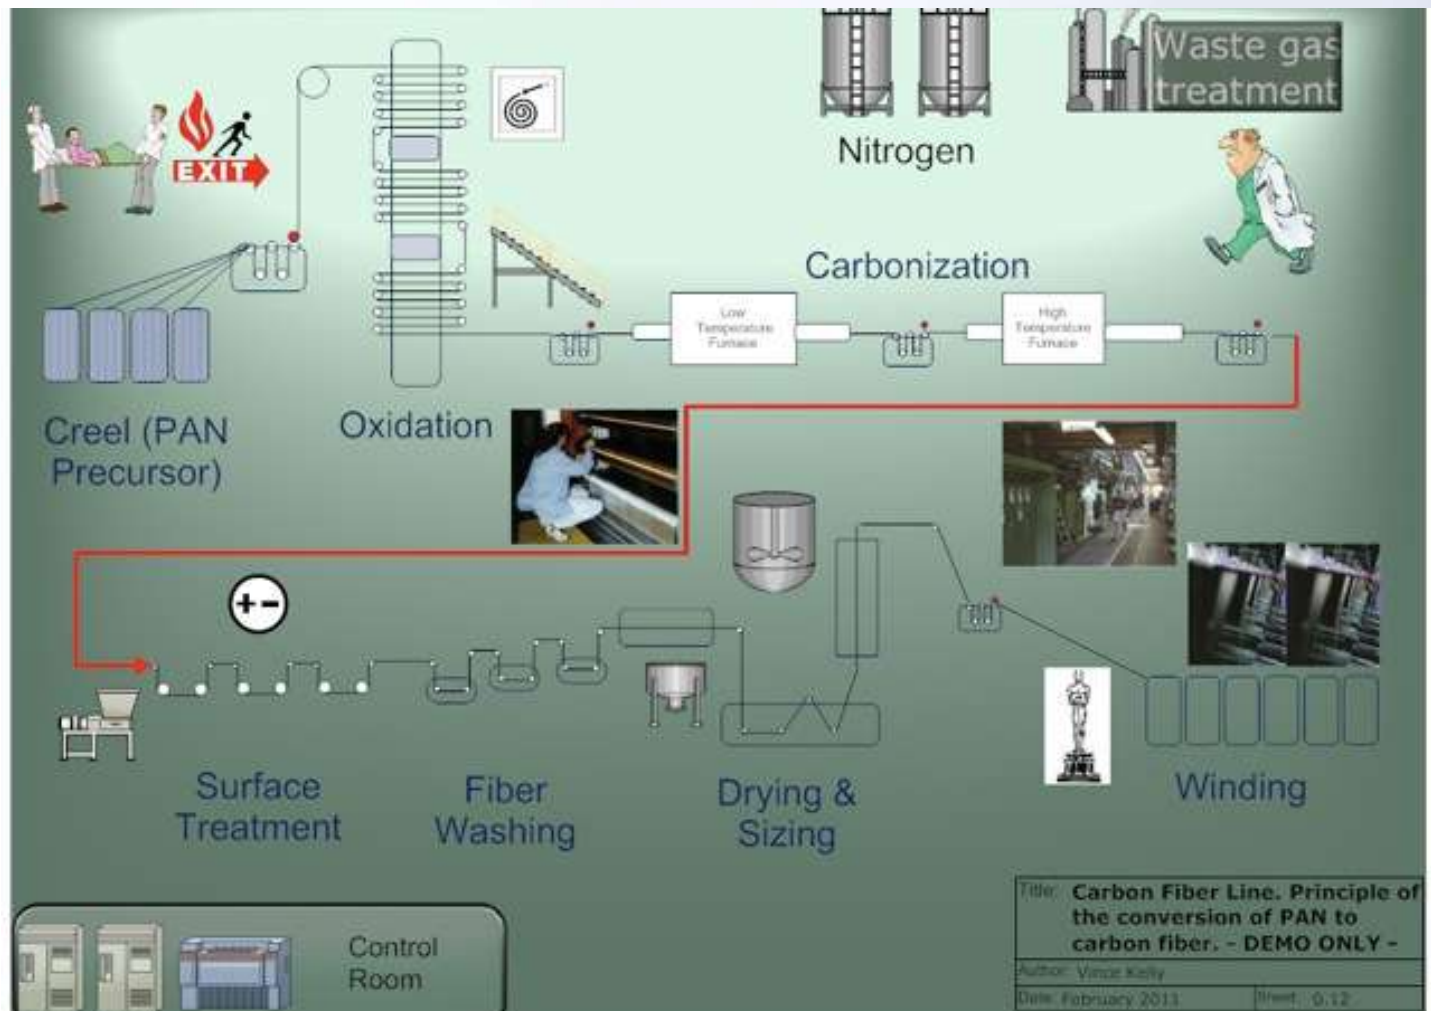 Waste gas
treatment
Nitrogen
EXIT
Carbonization
Low
Temperature
Furnace
High
Temperature
Furnace
Creel (PAN
Precursor)
Oxidation
+-
Surface
Treatment
Fiber
Washing
Drying &
Sizing
Winding
Control
Room
Title: Carbon Fiber Line. Principle of
the conversion of PAN to
carbon fiber. - DEMO ONLY -
Author: Vince Kelly
Date: February 2011 Sheet: 0.12